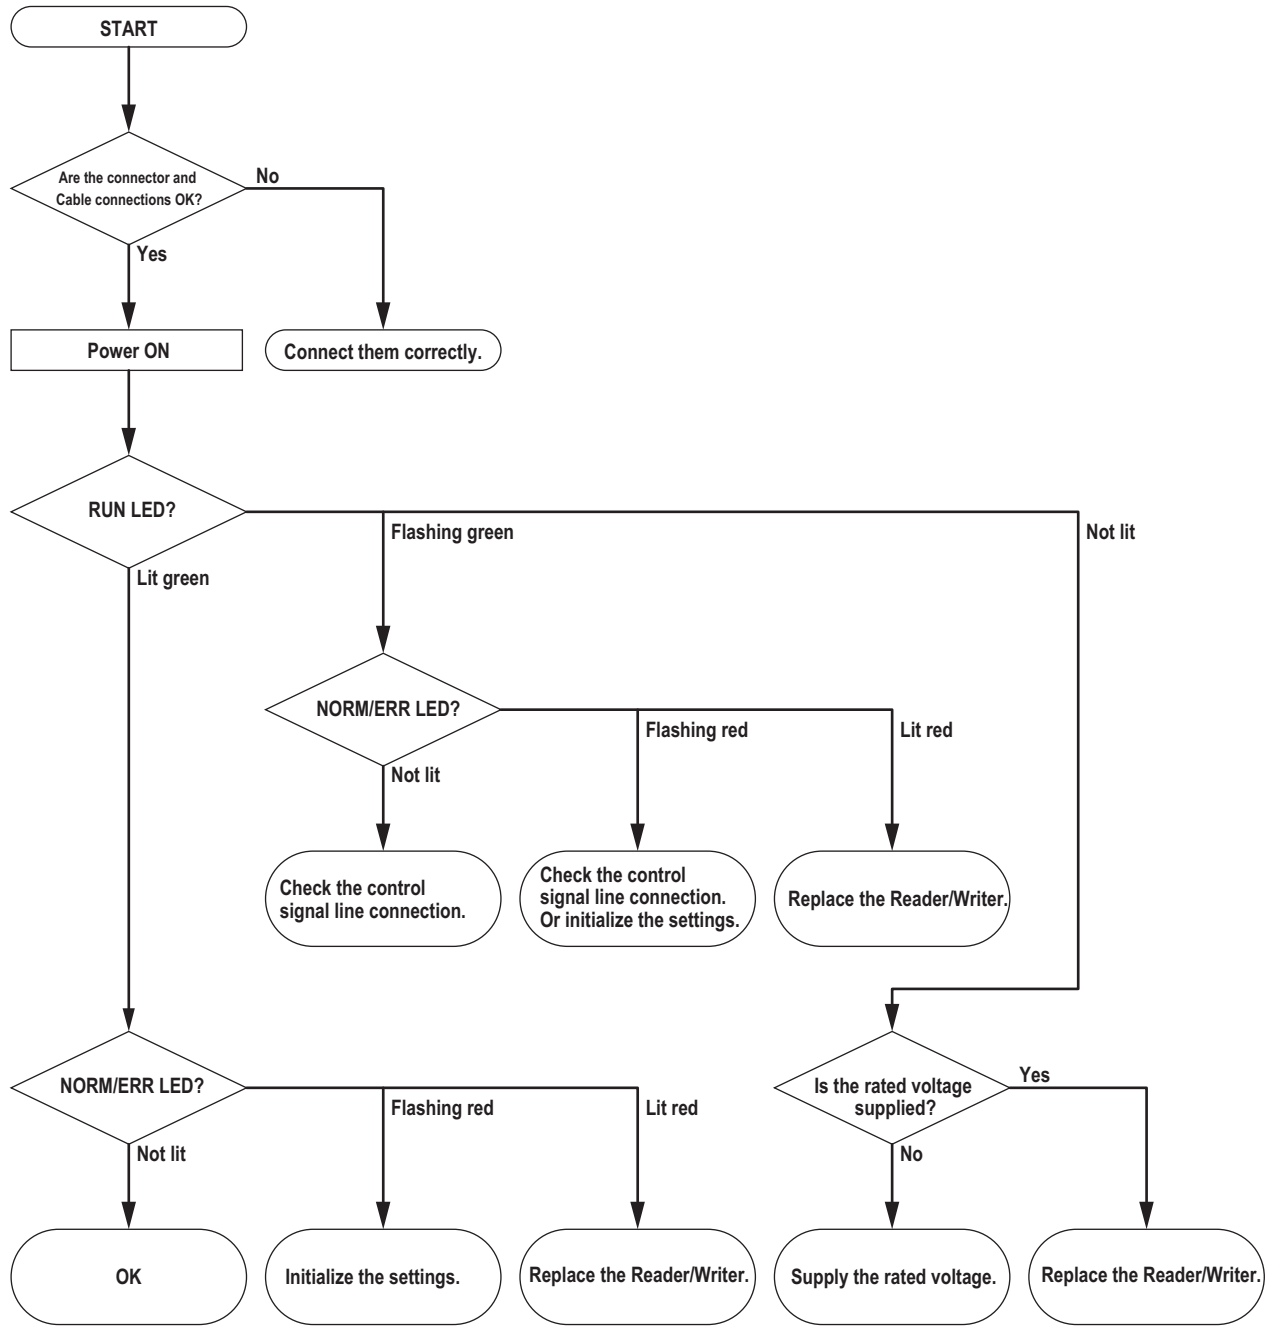 START
Are the connector and
Cable connections OK?
No
Yes
Power ON
Connect them correctly.
RUN LED?
Flashing green
Not lit
Lit green
NORM/ERR LED?
Flashing red
Lit red
Not lit
Check the control
signal line connection.
Check the control
signal line connection.
Or initialize the settings.
Replace the Reader/Writer.
NORM/ERR LED?
Flashing red
Lit red
Not lit
Is the rated voltage
supplied?
Yes
No
OK
Initialize the settings.
Replace the Reader/Writer.
Supply the rated voltage.
Replace the Reader/Writer.